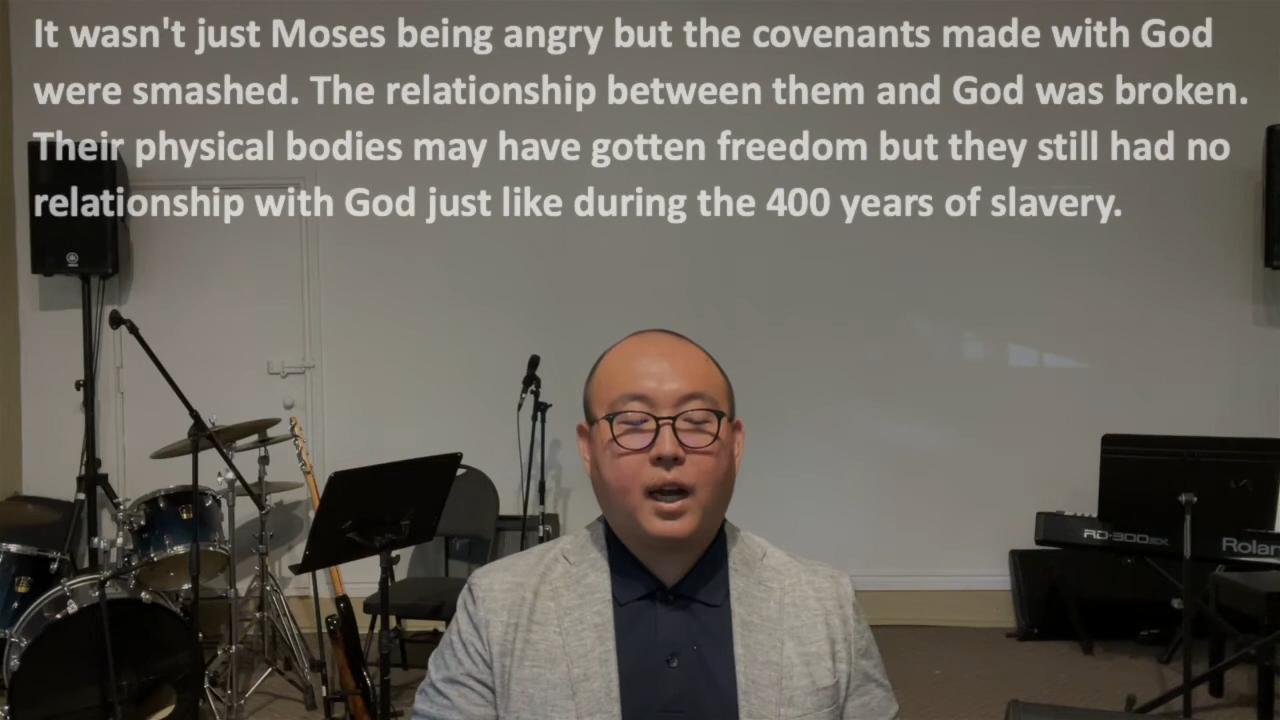 It wasn't just Moses being angry but the covenants made with God
were smashed. The relationship between them and God was broken.
Their physical bodies may have gotten freedom but they still had no
relationship with God just like during the 400 years of slavery.
RD-300SX
Rolan